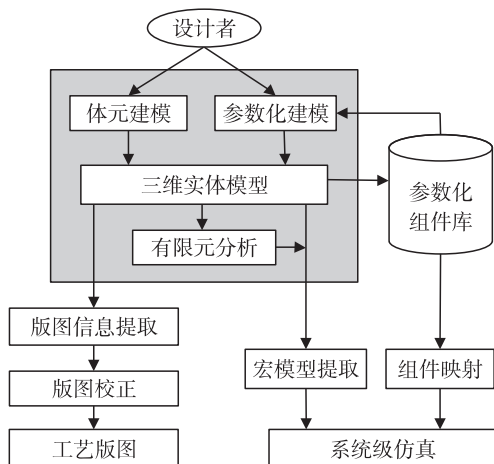 设计者
体元建模
参数化建模
三维实体模型
参数化
组件库
有限元分析
版图信息提取
宏模型提取
组件映射
版图校正
工艺版图
系统级仿真